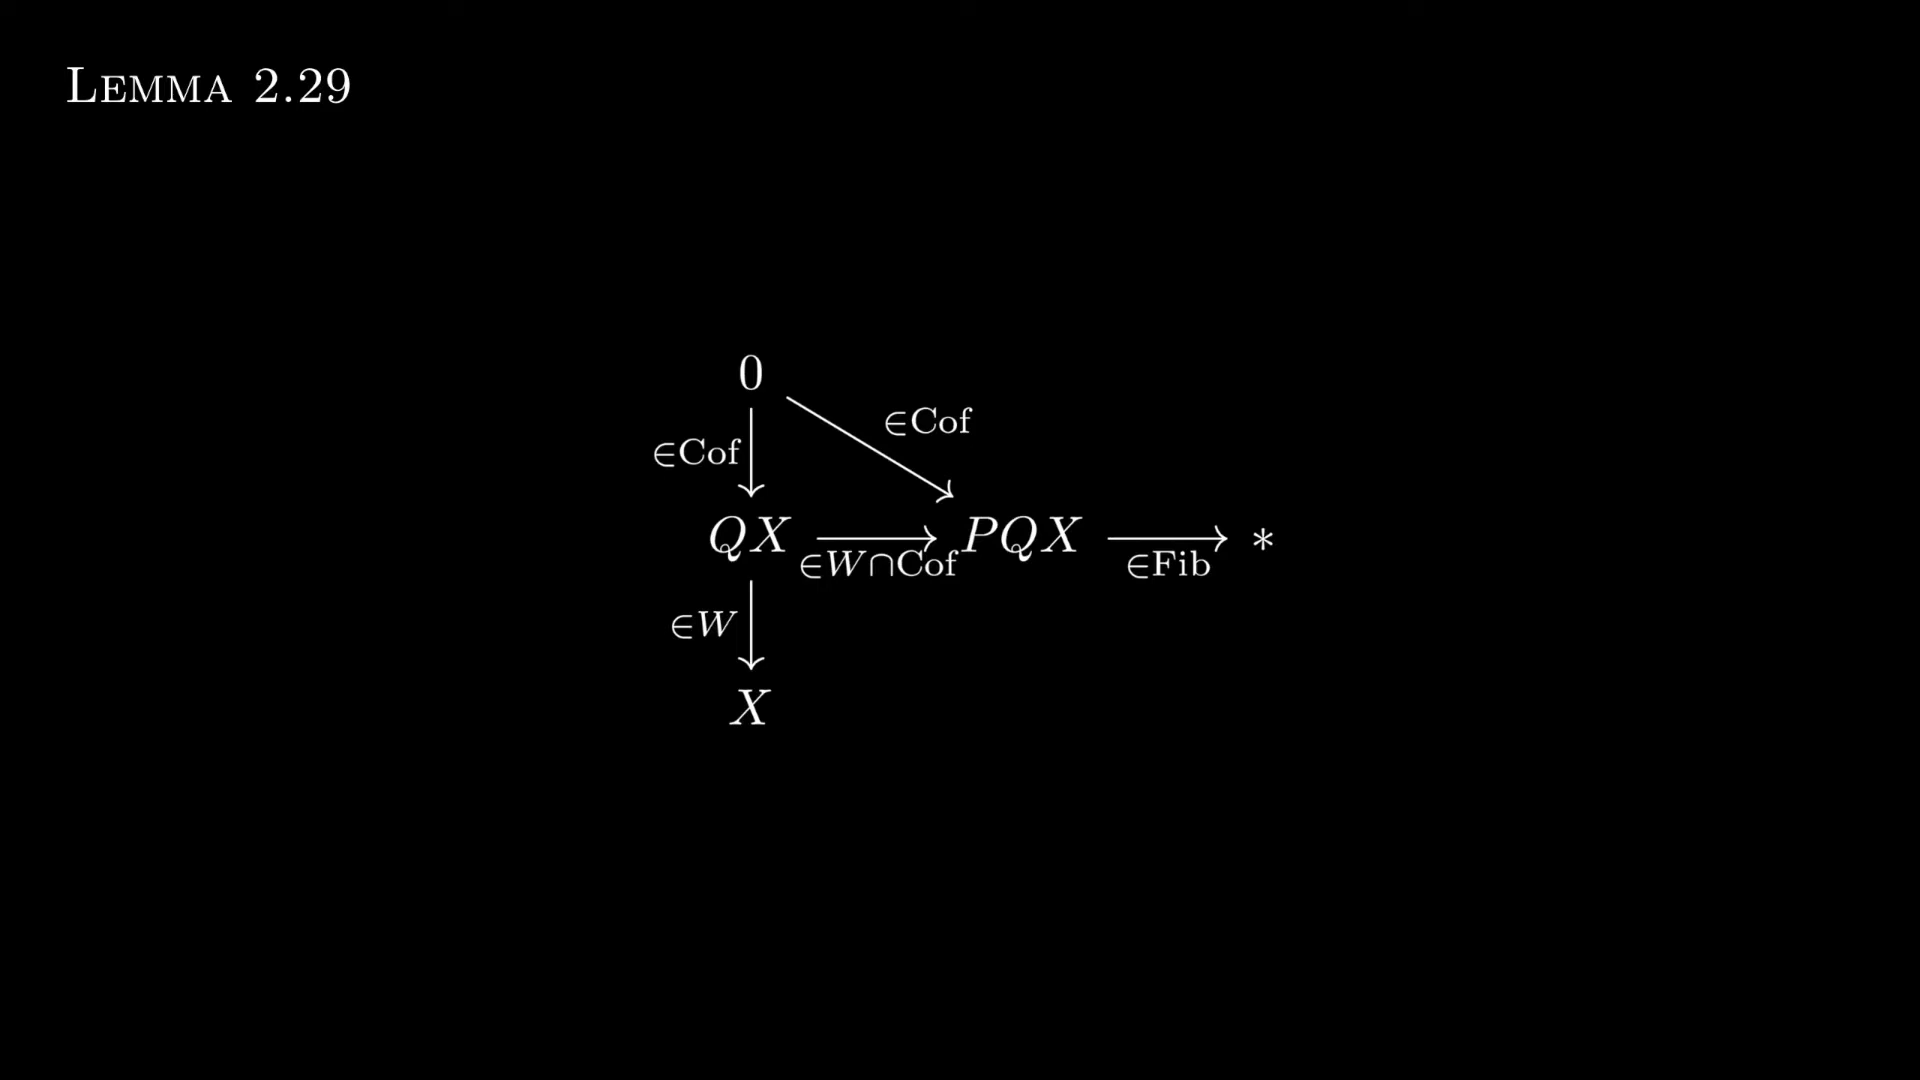 LEMMA 2.29
0
∈Cof
∈Cof
QX
∈W∩Cof
PQX
∈Fib
*
∈W
X